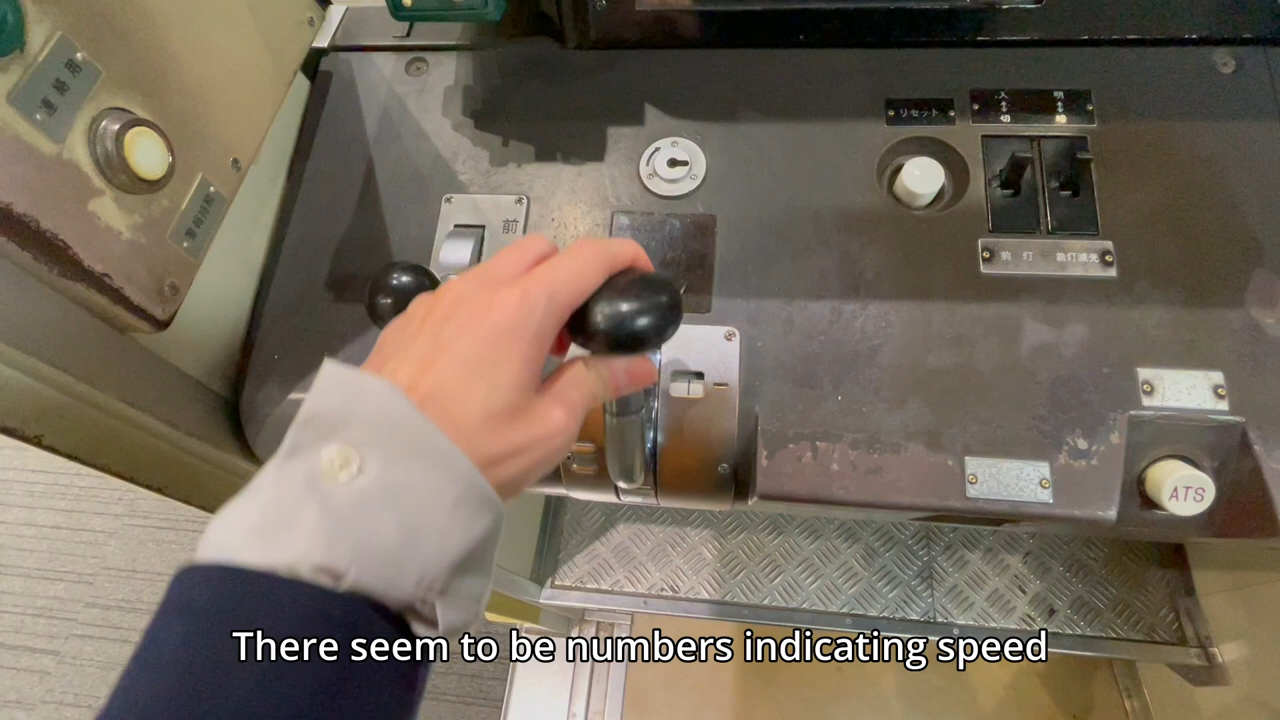 連絡用
リセット
入 明
切
前
前灯 前灯減光
ATS
There seem to be numbers indicating speed